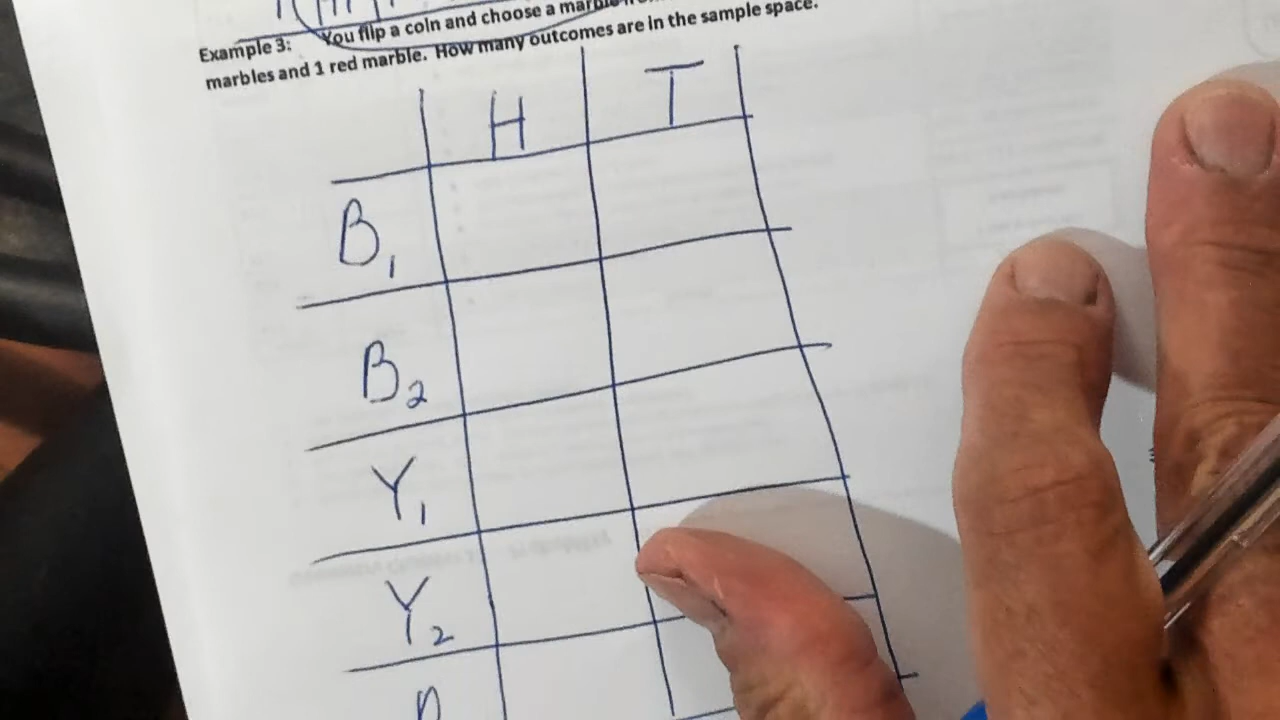 Example 3: You flip a coin and choose a marble
marbles and 1 red marble. How many outcomes are in the sample space.
H T
B1
B2
Y1
Y2